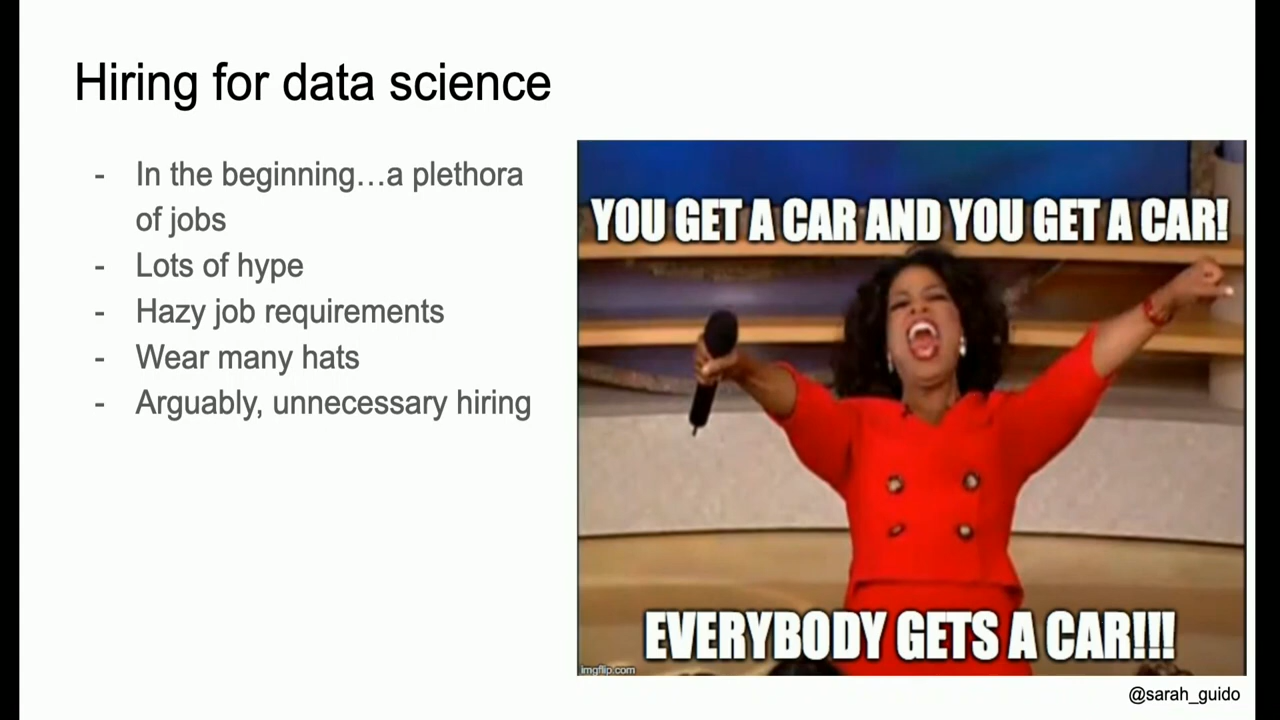 Hiring for data science
- In the beginning…a plethora
of jobs
- Lots of hype
- Hazy job requirements
- Wear many hats
- Arguably, unnecessary hiring
YOU GET A CAR AND YOU GET A CAR!
EVERYBODY GETS A CAR!!!
imgflip.com
@sarah_guido